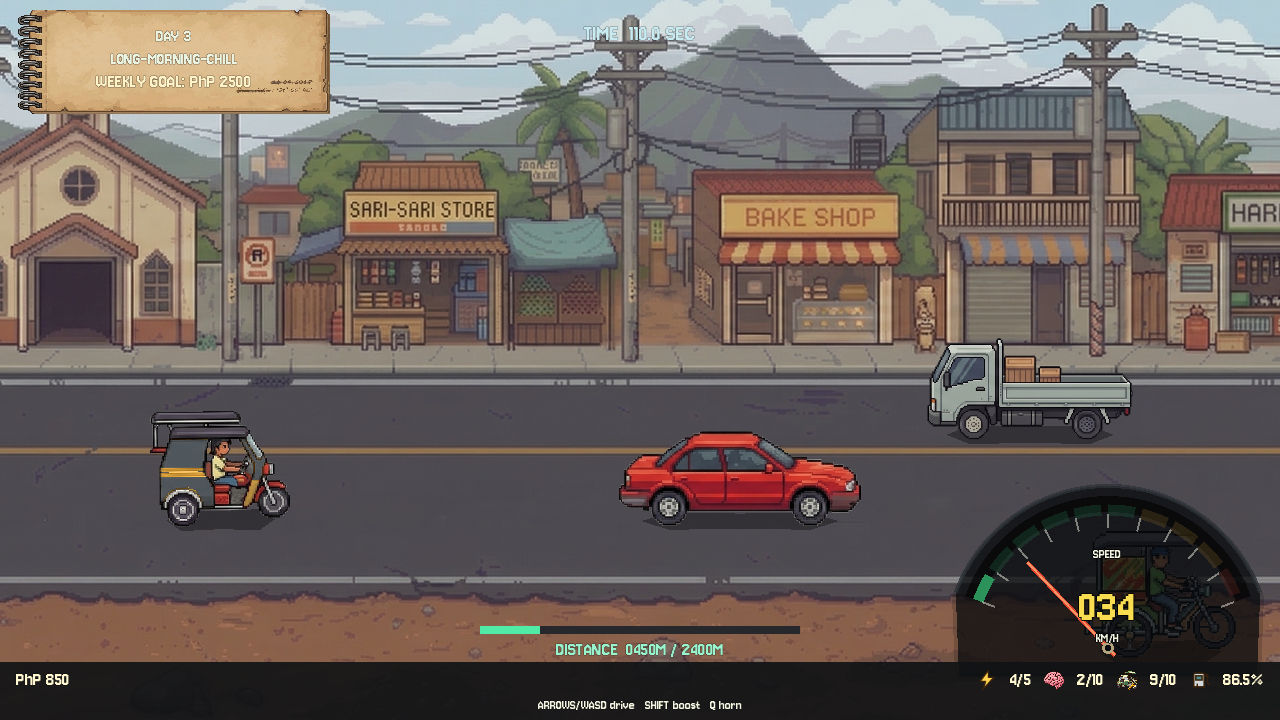 DAY 3
LONG-MORNING-CHILL
WEEKLY GOAL: PhP 2500
TIME 110.0 SEC
SARI-SARI STORE
BAKE SHOP
HAR
SPEED
034
KM/H
DISTANCE 0450M / 2400M
PhP 850
4/5 2/10 9/10 86.5%
ARROWS/WASD drive SHIFT boost Q horn